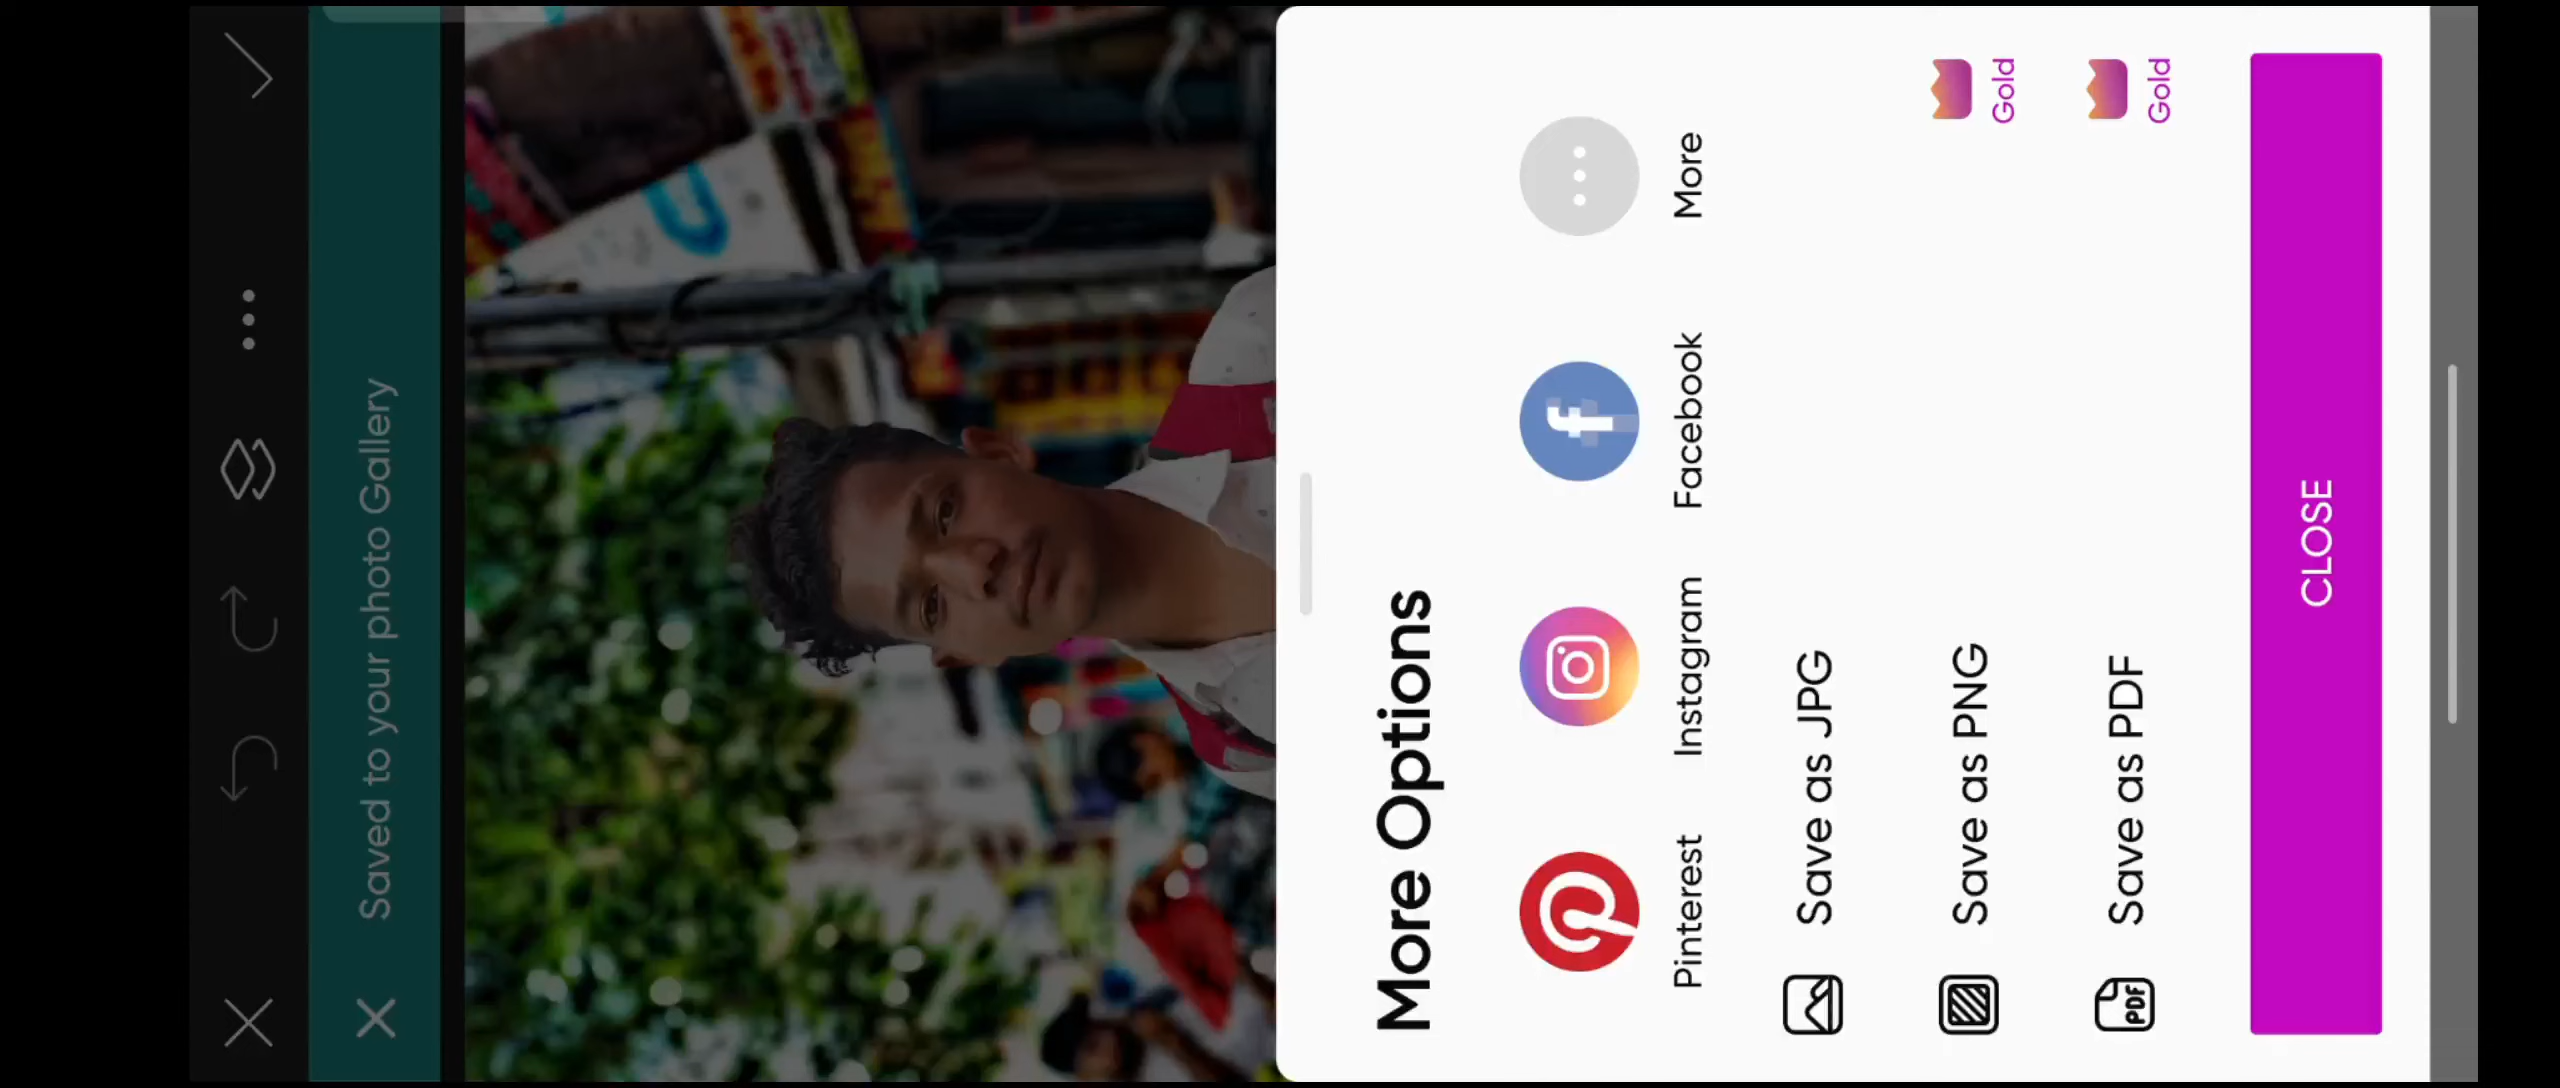 Saved to your photo Gallery
More Options
Pinterest
Instagram
Facebook
More
Save as JPG
Save as PNG
Gold
PDF
Save as PDF
Gold
CLOSE